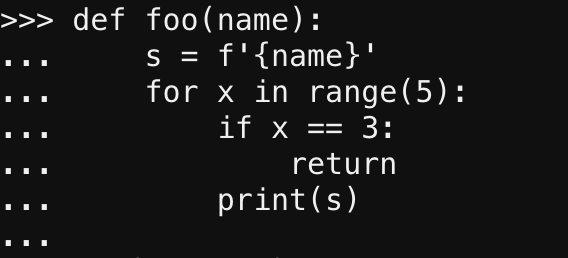 >>> def foo(name):
...     s = f'{name}'
...     for x in range(5):
...         if x == 3:
...             return
...         print(s)
...